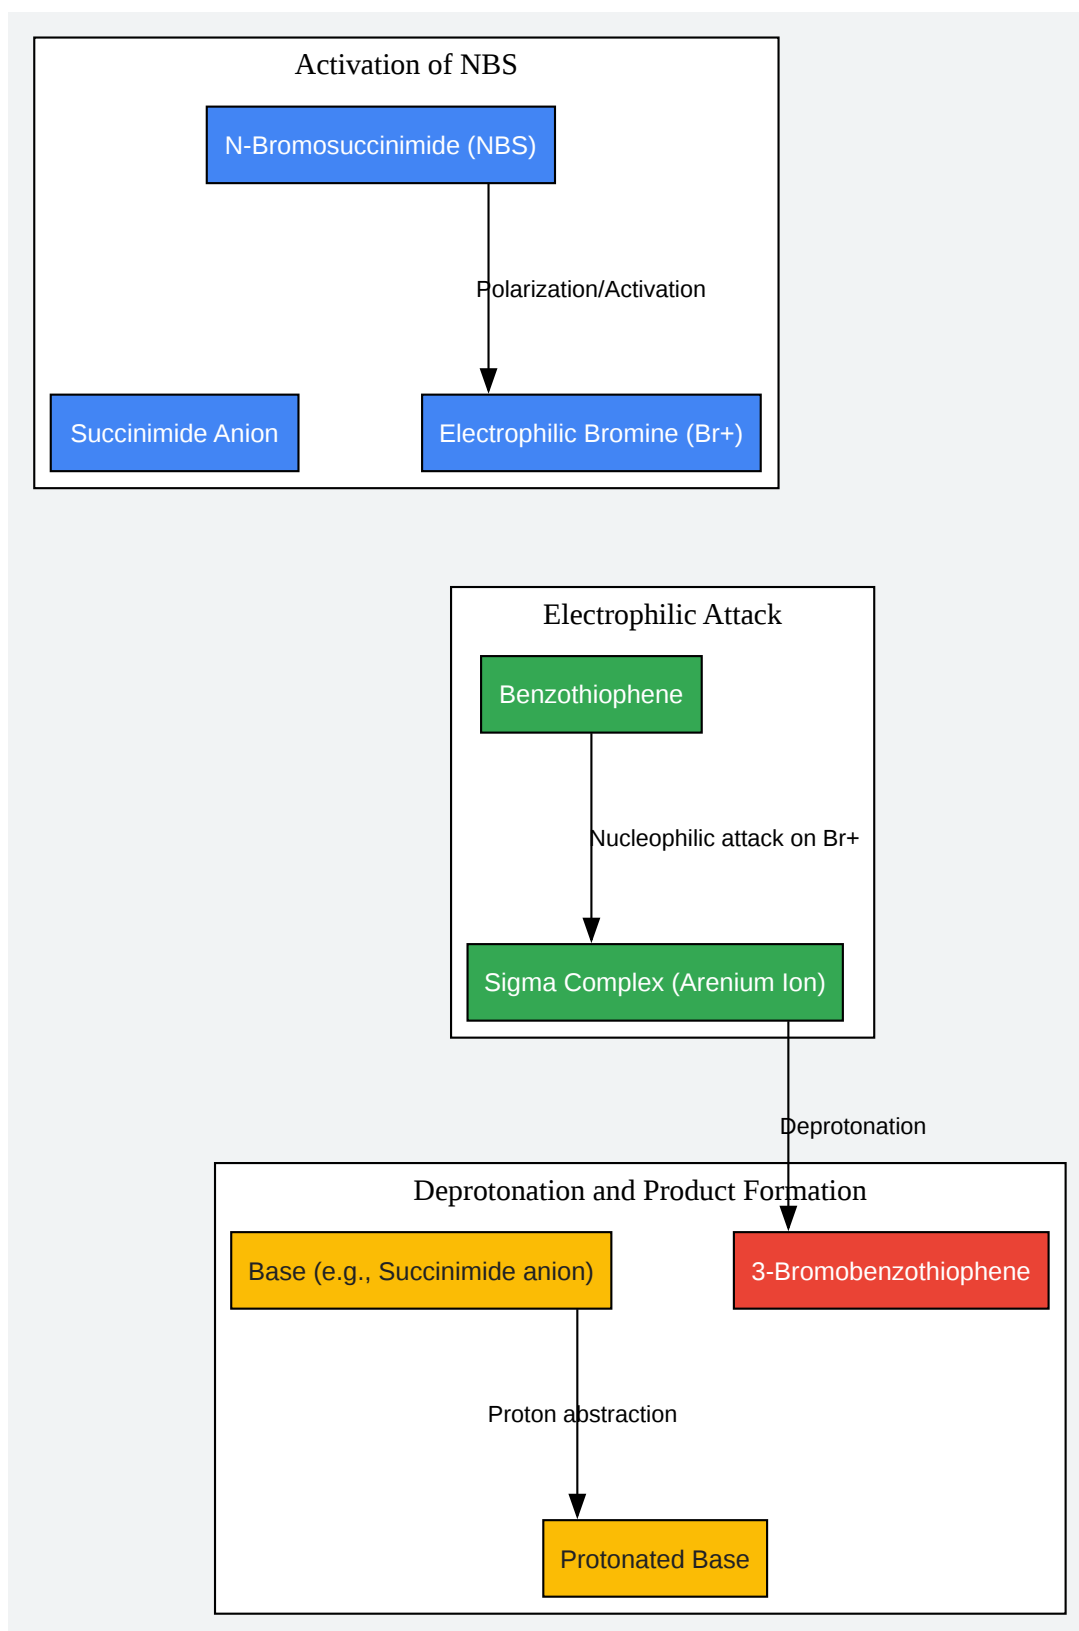 Activation of NBS
N-Bromosuccinimide (NBS)
Polarization/Activation
Succinimide Anion
Electrophilic Bromine (Br+)
Electrophilic Attack
Benzothiophene
Nucleophilic attack on Br+
Sigma Complex (Arenium Ion)
Deprotonation
Deprotonation and Product Formation
Base (e.g., Succinimide anion)
3-Bromobenzothiophene
Proton abstraction
Protonated Base